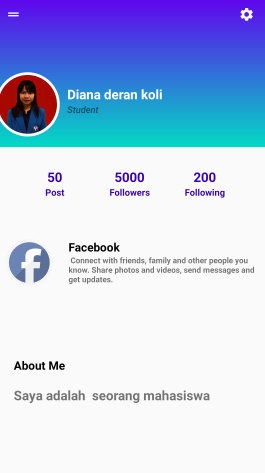 Diana deran koli
Student
50 5000 200
Post Followers Following
Facebook
Connect with friends, family and other people you
know. Share photos and videos, send messages and
get updates.
About Me
Saya adalah seorang mahasiswa